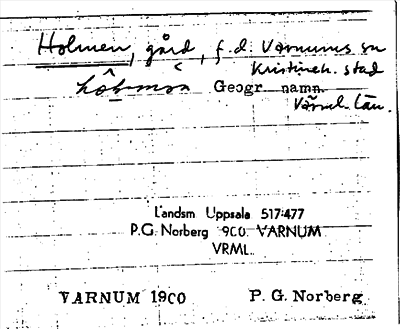 Holmen, gård, f.d. Varnums sn
Kristineh. stad
Geogr. namn.
Värml. län.
Landsm Uppsala 517:477
P.G. Norberg 900. VARNUM
VRML.
VARNUM 1900 P. G. Norberg